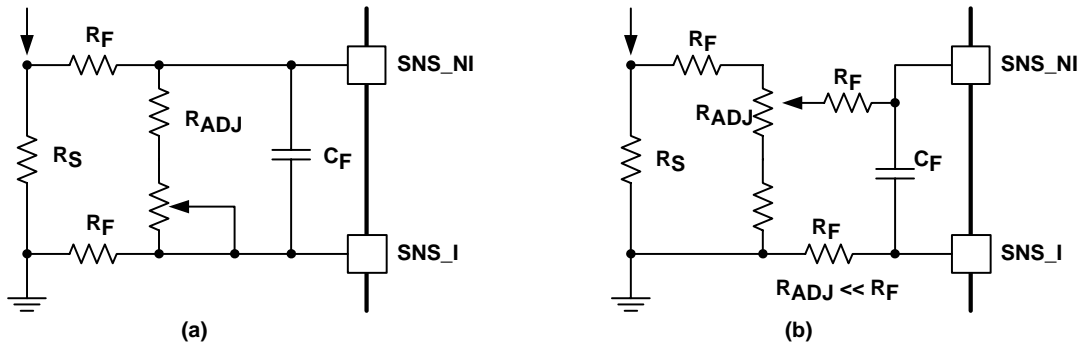 RF
SNS_NI
RADJ
RS
CF
RF
SNS_I
(a)
RF
SNS_NI
RF
RADJ
RS
CF
RF
SNS_I
RADJ << RF
(b)